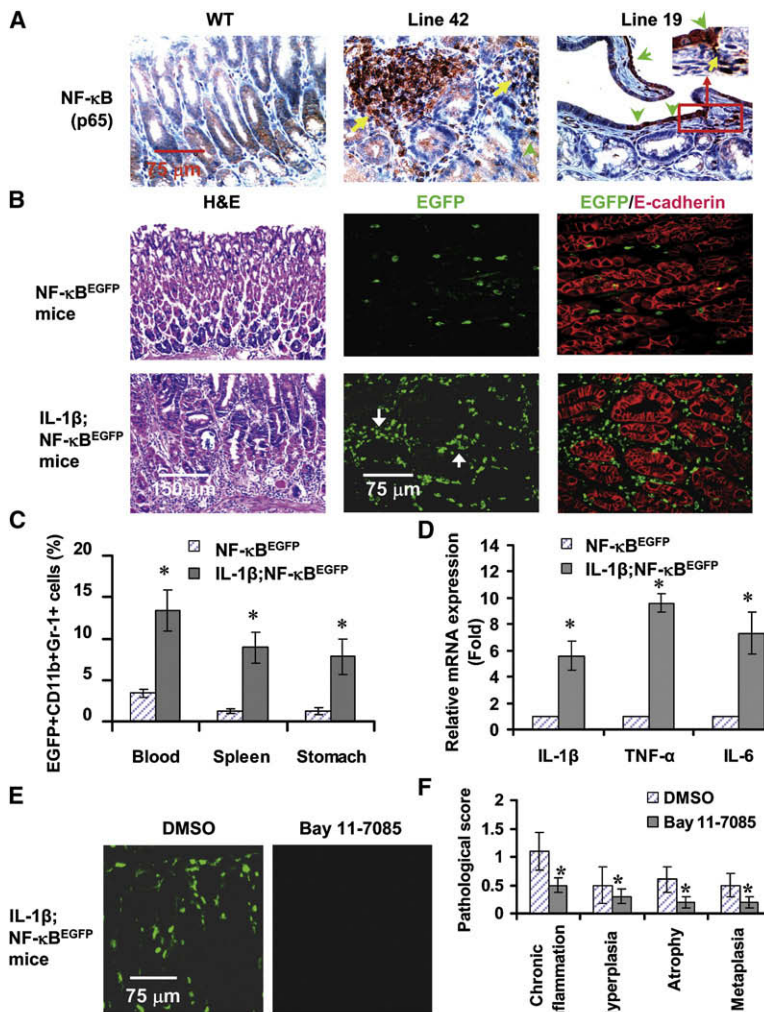 A
WT
Line 42
Line 19
NF-κB
(p65)
75 μm
B
H&E
EGFP
EGFP/E-cadherin
NF-κB^EGFP
mice
IL-1β;
NF-κB^EGFP
mice
150 μm
75 μm
C
EGFP+CD11b+Gr-1+ cells (%)
20
15
10
5
0
NF-κB^EGFP
IL-1β;NF-κB^EGFP
*
*
*
Blood
Spleen
Stomach
D
Relative mRNA expression
(Fold)
14
12
10
8
6
4
2
0
NF-κB^EGFP
IL-1β;NF-κB^EGFP
*
*
*
IL-1β
TNF-α
IL-6
E
DMSO
Bay 11-7085
IL-1β;
NF-κB^EGFP
mice
75 μm
F
Pathological score
2
1.5
1
0.5
0
DMSO
Bay 11-7085
*
*
*
*
Chronic
flammation
yperplasia
Atrophy
Metaplasia